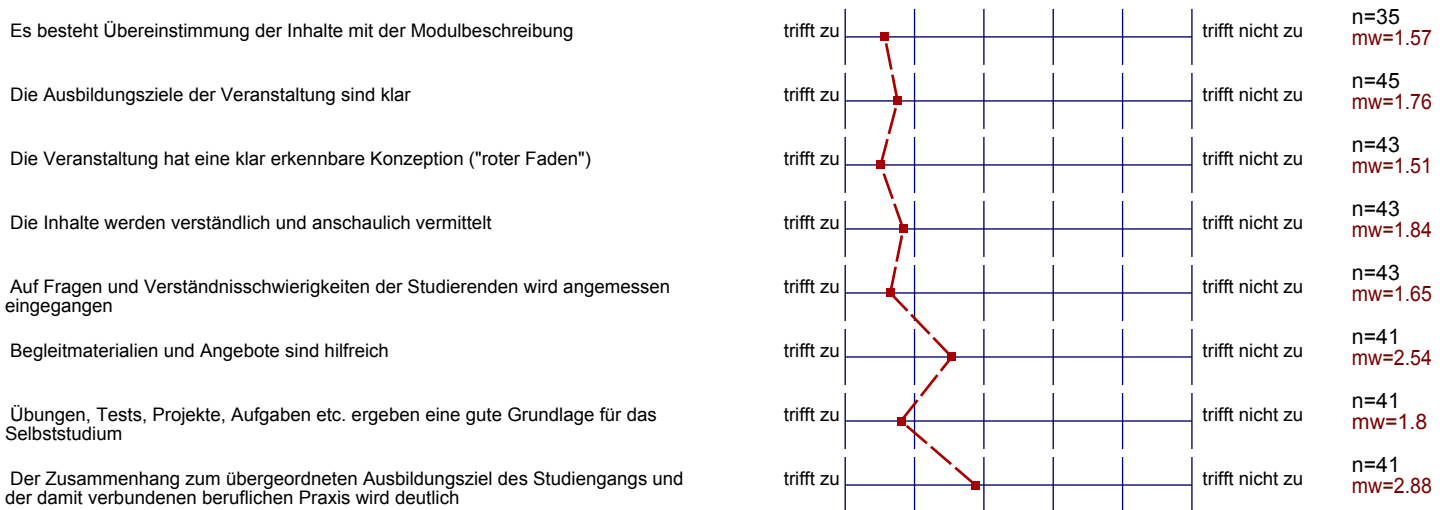 Es besteht Übereinstimmung der Inhalte mit der Modulbeschreibung trifft zu trifft nicht zu n=35
mw=1.57
Die Ausbildungsziele der Veranstaltung sind klar trifft zu trifft nicht zu n=45
mw=1.76
Die Veranstaltung hat eine klar erkennbare Konzeption ("roter Faden") trifft zu trifft nicht zu n=43
mw=1.51
Die Inhalte werden verständlich und anschaulich vermittelt trifft zu trifft nicht zu n=43
mw=1.84
Auf Fragen und Verständnisschwierigkeiten der Studierenden wird angemessen
eingegangen trifft zu trifft nicht zu n=43
mw=1.65
Begleitmaterialien und Angebote sind hilfreich trifft zu trifft nicht zu n=41
mw=2.54
Übungen, Tests, Projekte, Aufgaben etc. ergeben eine gute Grundlage für das
Selbststudium trifft zu trifft nicht zu n=41
mw=1.8
Der Zusammenhang zum übergeordneten Ausbildungsziel des Studiengangs und
der damit verbundenen beruflichen Praxis wird deutlich trifft zu trifft nicht zu n=41
mw=2.88